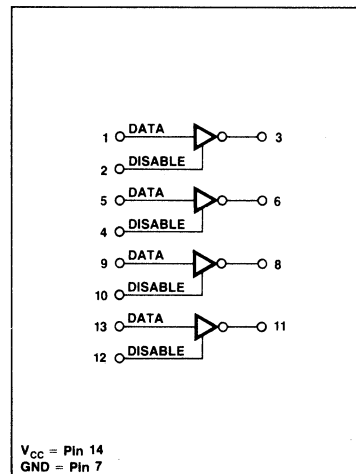 DATA
1 3
DISABLE
2
DATA
5 6
DISABLE
4
DATA
9 8
DISABLE
10
DATA
13 11
DISABLE
12
VCC = Pin 14
GND = Pin 7